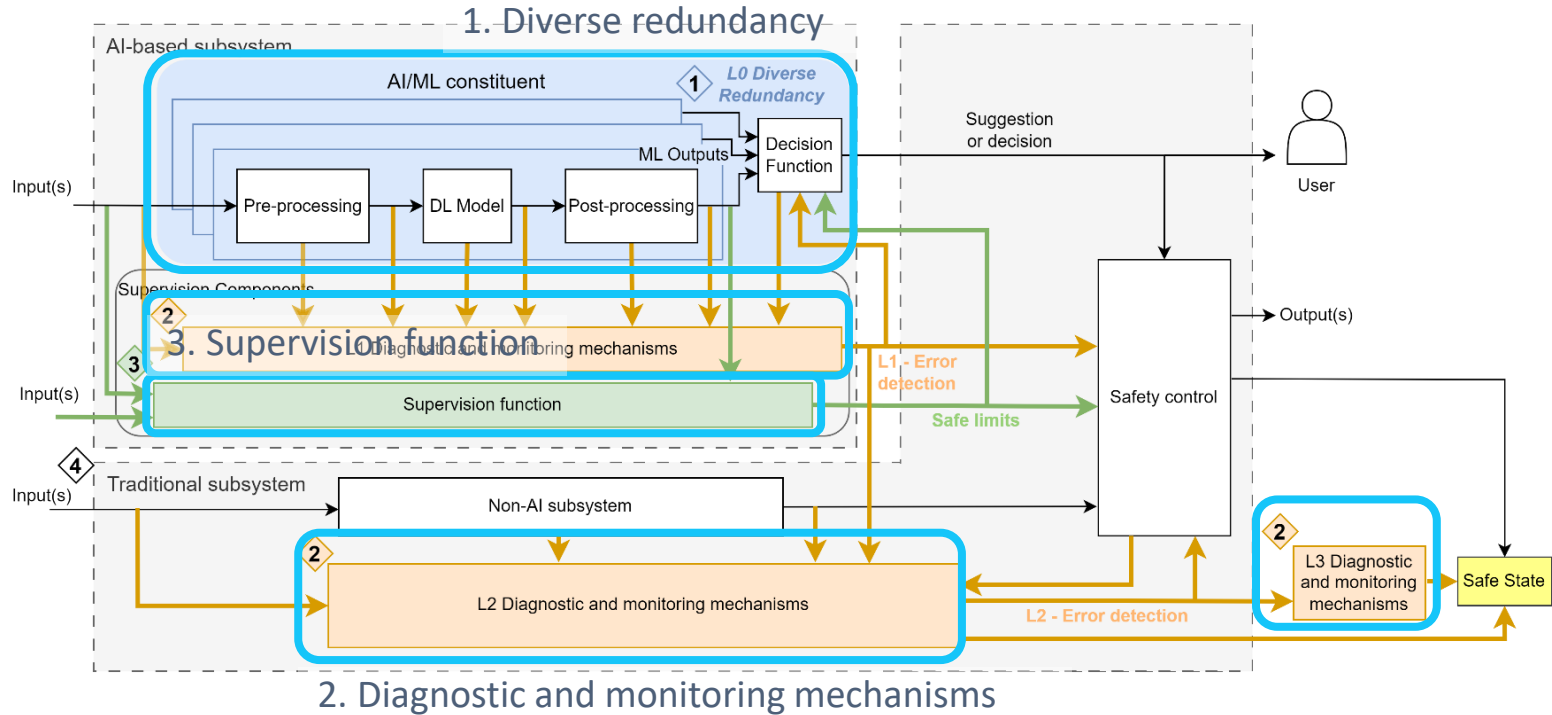 1. Diverse redundancy
AI-based subsystem
AI/ML constituent
1
L0 Diverse
Redundancy
Suggestion
or decision
ML Outputs
Decision
Function
User
Input(s)
Pre-processing
DL Model
Post-processing
Supervision Components
2
3. Supervision function
L1 Diagnostic and monitoring mechanisms
3
L1 - Error
detection
Output(s)
Input(s)
Supervision function
Safe limits
Safety control
4
Traditional subsystem
Input(s)
Non-AI subsystem
2
L2 Diagnostic and monitoring mechanisms
L2 - Error detection
2
L3 Diagnostic
and monitoring
mechanisms
Safe State
2. Diagnostic and monitoring mechanisms